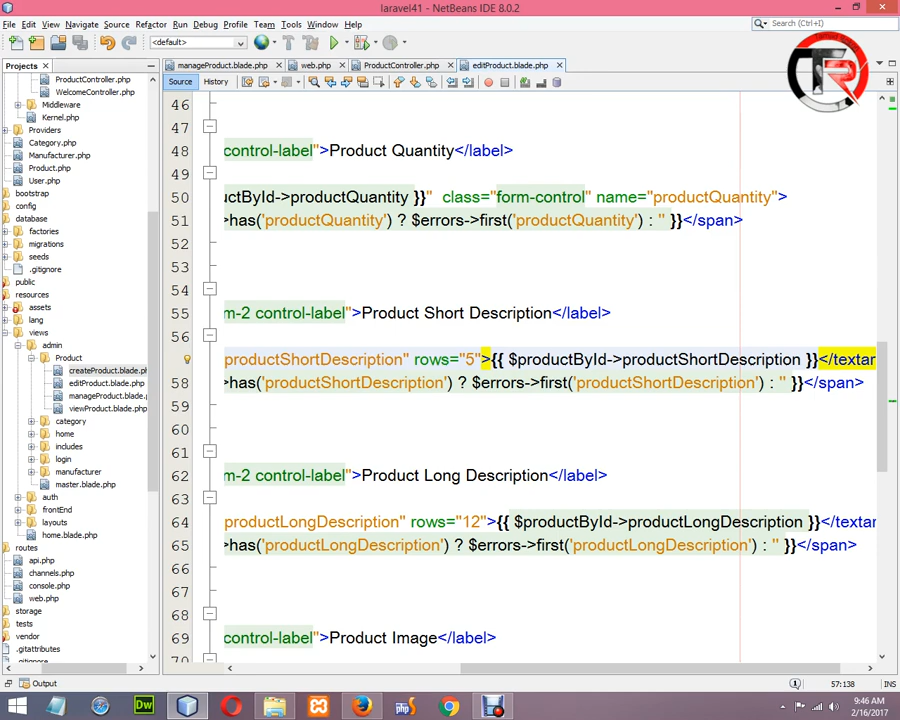 laravel41 - NetBeans IDE 8.0.2
File Edit View Navigate Source Refactor Run Debug Profile Team Tools Window Help
Search (Ctrl+I)
<default>
Projects
manageProduct.blade.php
web.php
ProductController.php
editProduct.blade.php
Source History
ProductController.php
WelcomeController.php
Middleware
Kernel.php
Providers
Category.php
Manufacturer.php
Product.php
User.php
bootstrap
config
database
factories
migrations
seeds
.gitignore
public
resources
assets
lang
views
admin
Product
createProduct.blade.ph
editProduct.blade.php
manageProduct.blade.
viewProduct.blade.php
category
home
includes
login
manufacturer
master.blade.php
auth
frontEnd
layouts
home.blade.php
routes
api.php
channels.php
console.php
web.php
storage
tests
vendor
.gitattributes
.gitignore
46
47
48 control-label">Product Quantity</label>
49
50 uctById->productQuantity }}" class="form-control" name="productQuantity">
51 >has('productQuantity') ? $errors->first('productQuantity') : '' }}</span>
52
53
54
55 m-2 control-label">Product Short Description</label>
56
productShortDescription" rows="5">{{ $productById->productShortDescription }}</textar
58 >has('productShortDescription') ? $errors->first('productShortDescription') : '' }}</span>
59
60
61
62 m-2 control-label">Product Long Description</label>
63
64 productLongDescription" rows="12">{{ $productById->productLongDescription }}</textar
65 >has('productLongDescription') ? $errors->first('productLongDescription') : '' }}</span>
66
67
68
69 control-label">Product Image</label>
70
Output
57:138 INS
9:46 AM
2/16/2017